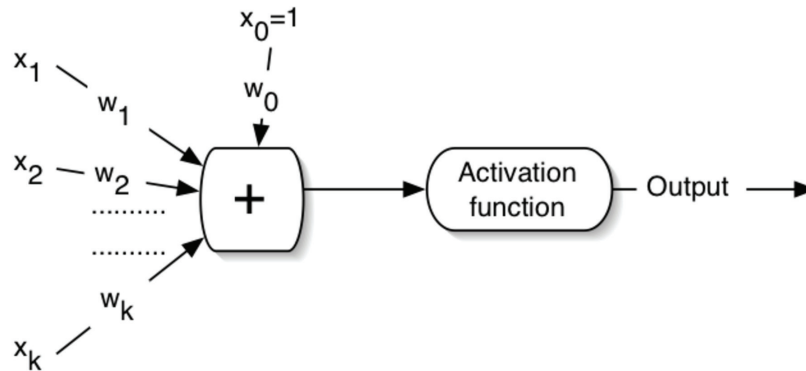 x0=1
x1
w1
w0
x2
w2
..........
+
Activation
function
Output
..........
wk
xk